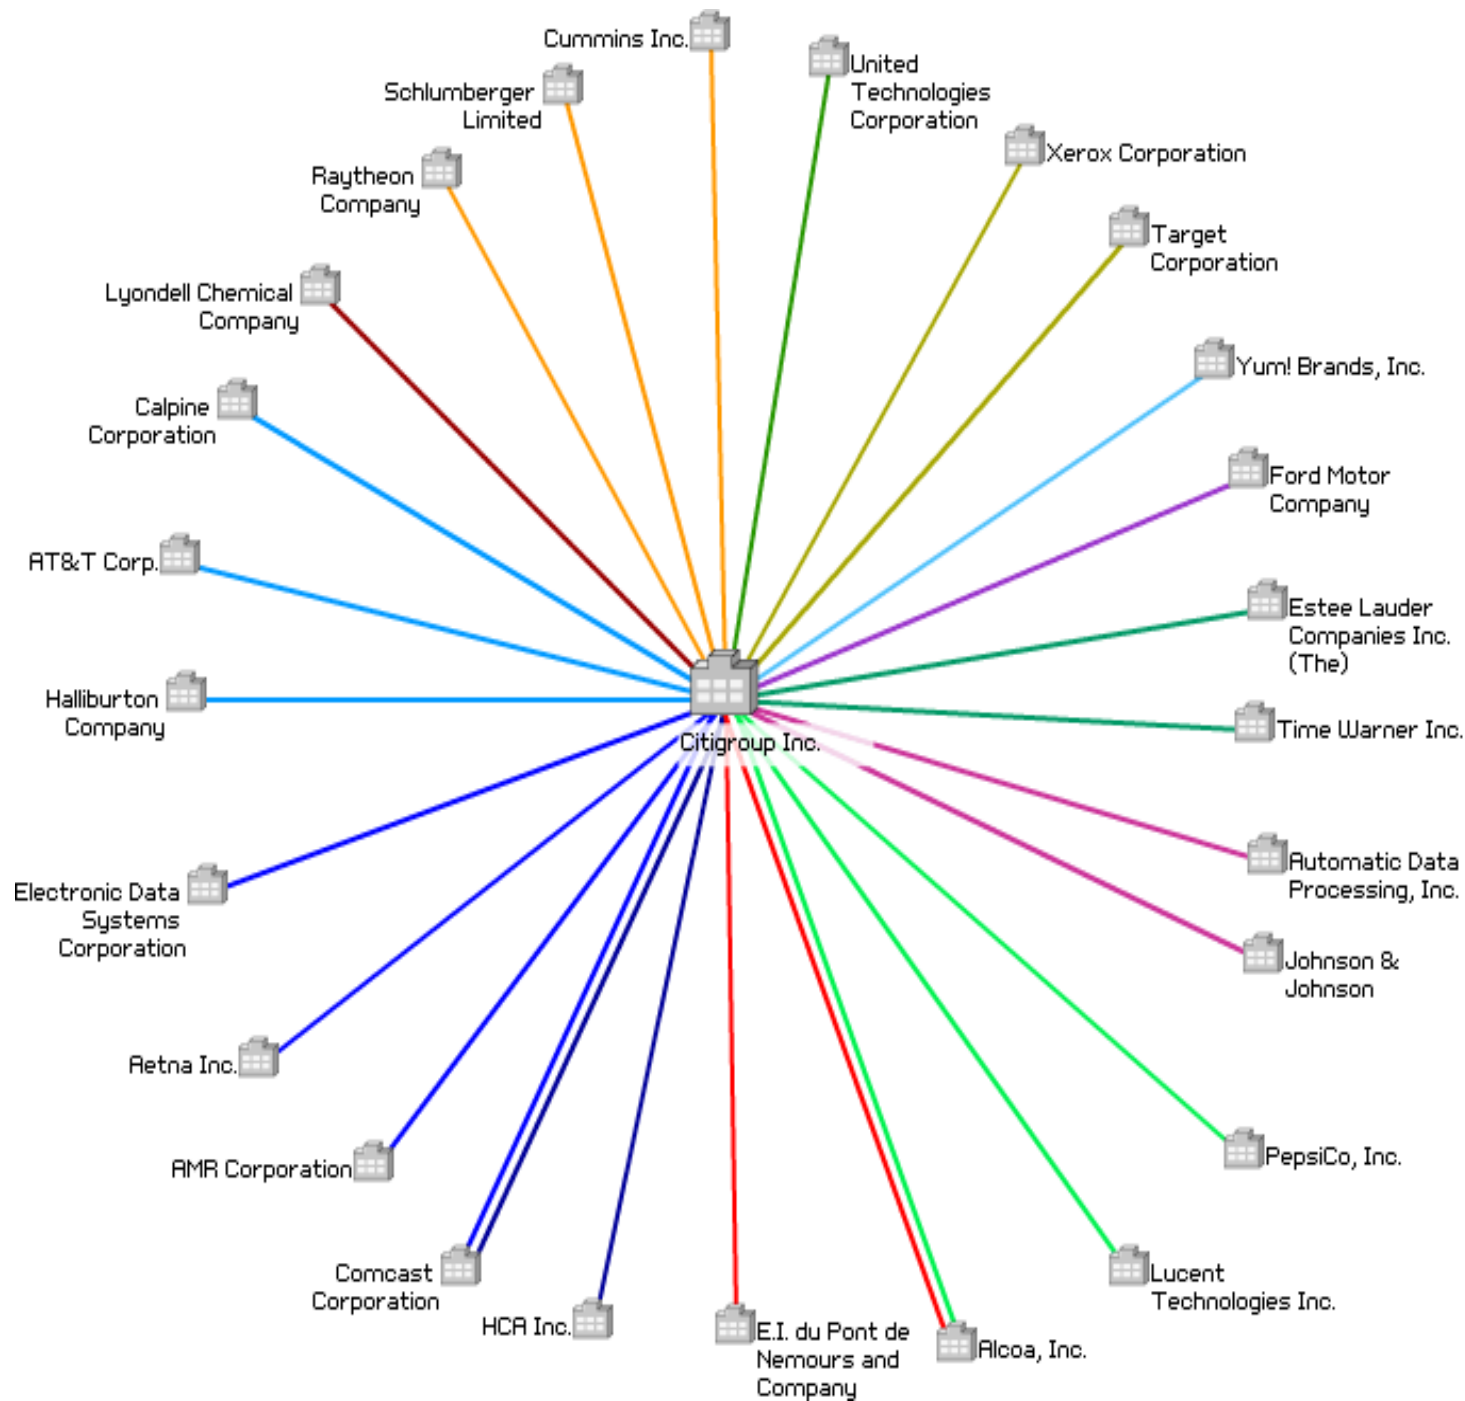 Cummins Inc.
United
Technologies
Corporation
Schlumberger
Limited
Xerox Corporation
Raytheon
Company
Target
Corporation
Lyondell Chemical
Company
Yum! Brands, Inc.
Calpine
Corporation
Ford Motor
Company
AT&T Corp.
Estee Lauder
Companies Inc.
(The)
Halliburton
Company
Time Warner Inc.
Citigroup Inc.
Electronic Data
Systems
Corporation
Automatic Data
Processing, Inc.
Johnson &
Johnson
Aetna Inc.
AMR Corporation
PepsiCo, Inc.
Comcast
Corporation
Lucent
Technologies Inc.
HCA Inc.
E.I. du Pont de
Nemours and
Company
Alcoa, Inc.